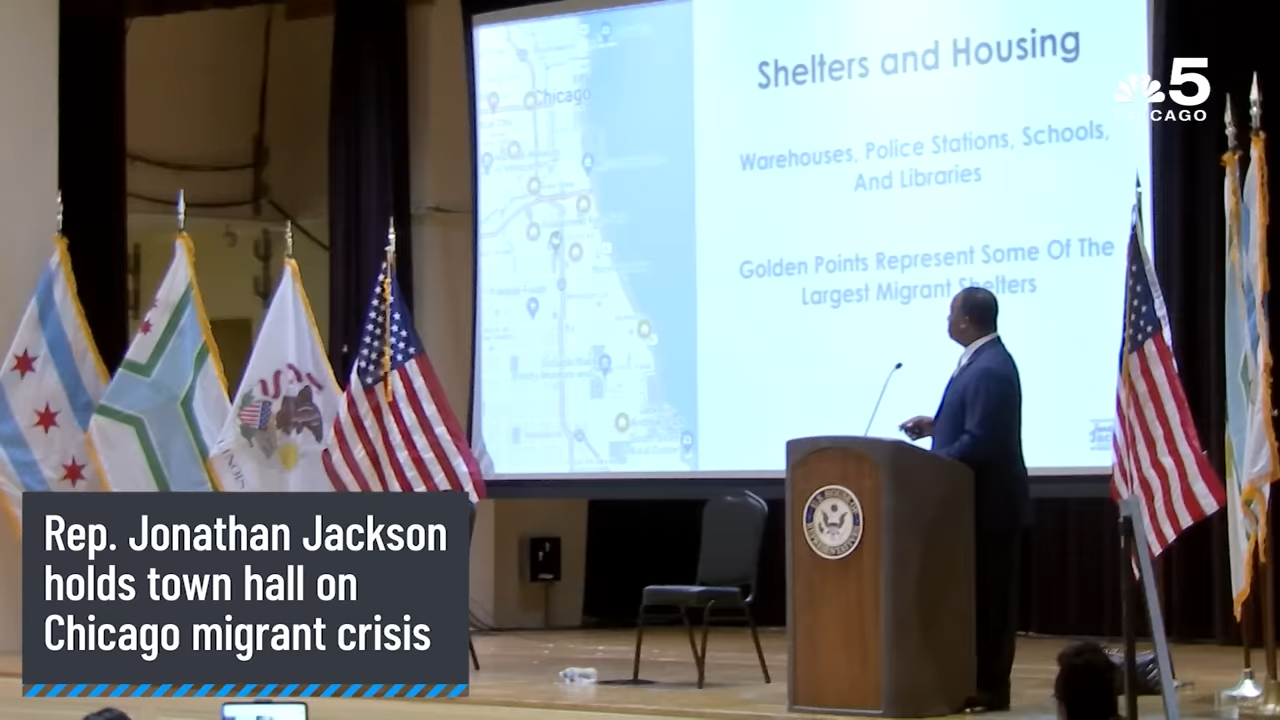 Shelters and Housing
5
CHICAGO
Chicago
Warehouses, Police Stations, Schools,
And Libraries
Golden Points Represent Some Of The
Largest Migrant Shelters
Rep. Jonathan Jackson
holds town hall on
Chicago migrant crisis